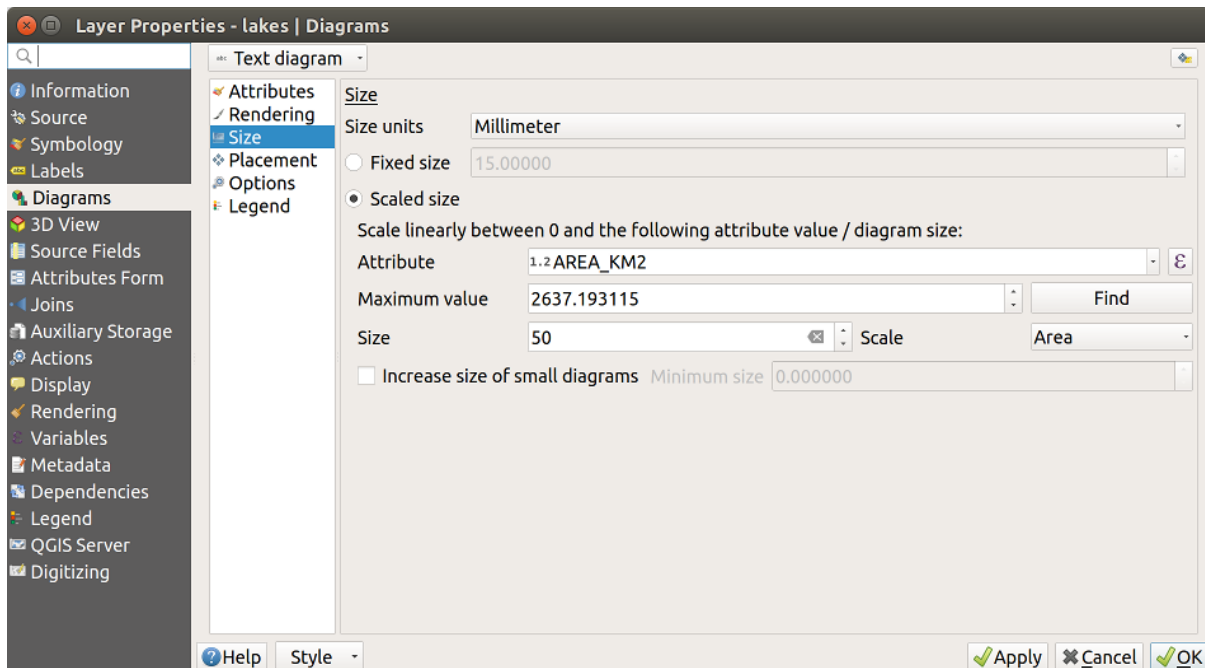 Layer Properties - lakes | Diagrams
abc Text diagram
Information
Source
Symbology
abc Labels
Diagrams
3D View
Source Fields
Attributes Form
Joins
Auxiliary Storage
Actions
Display
Rendering
Variables
Metadata
Dependencies
Legend
QGIS Server
Digitizing
Attributes
Rendering
Size
Placement
Options
Legend
Size
Size units Millimeter
Fixed size 15.00000
Scaled size
Scale linearly between 0 and the following attribute value / diagram size:
Attribute 1.2 AREA_KM2 ε
Maximum value 2637.193115 Find
Size 50 Scale Area
Increase size of small diagrams Minimum size 0.000000
Help Style Apply Cancel OK